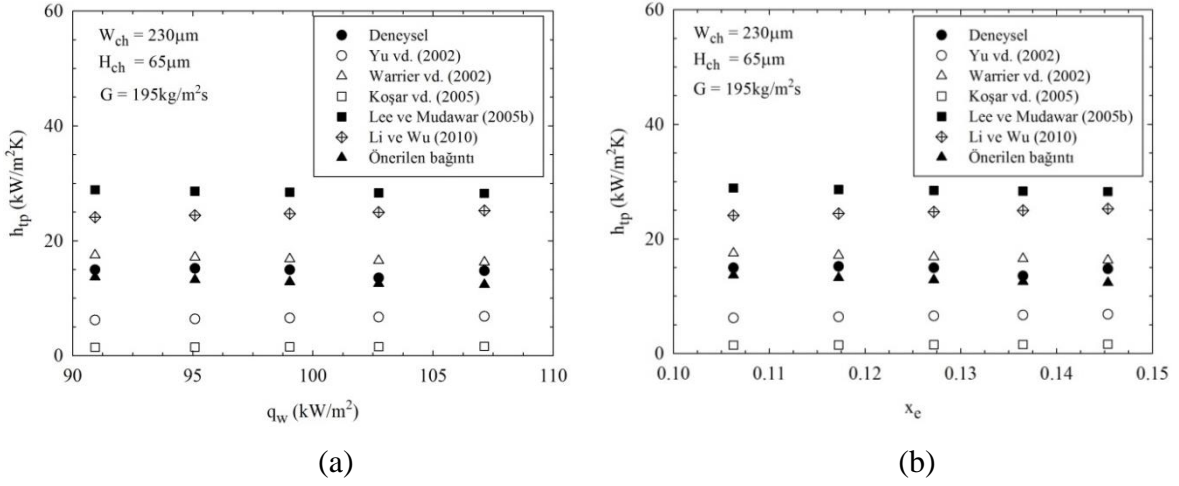 60
40
20
0
h_tp (kW/m²K)
W_ch = 230μm
H_ch = 65μm
G = 195kg/m²s
Deneysel
Yu vd. (2002)
Warrier vd. (2002)
Koşar vd. (2005)
Lee ve Mudawar (2005b)
Li ve Wu (2010)
Önerilen bağıntı
90 95 100 105 110
q_w (kW/m²)
(a)
60
40
20
0
h_tp (kW/m²K)
W_ch = 230μm
H_ch = 65μm
G = 195kg/m²s
Deneysel
Yu vd. (2002)
Warrier vd. (2002)
Koşar vd. (2005)
Lee ve Mudawar (2005b)
Li ve Wu (2010)
Önerilen bağıntı
0.10 0.11 0.12 0.13 0.14 0.15
x_e
(b)